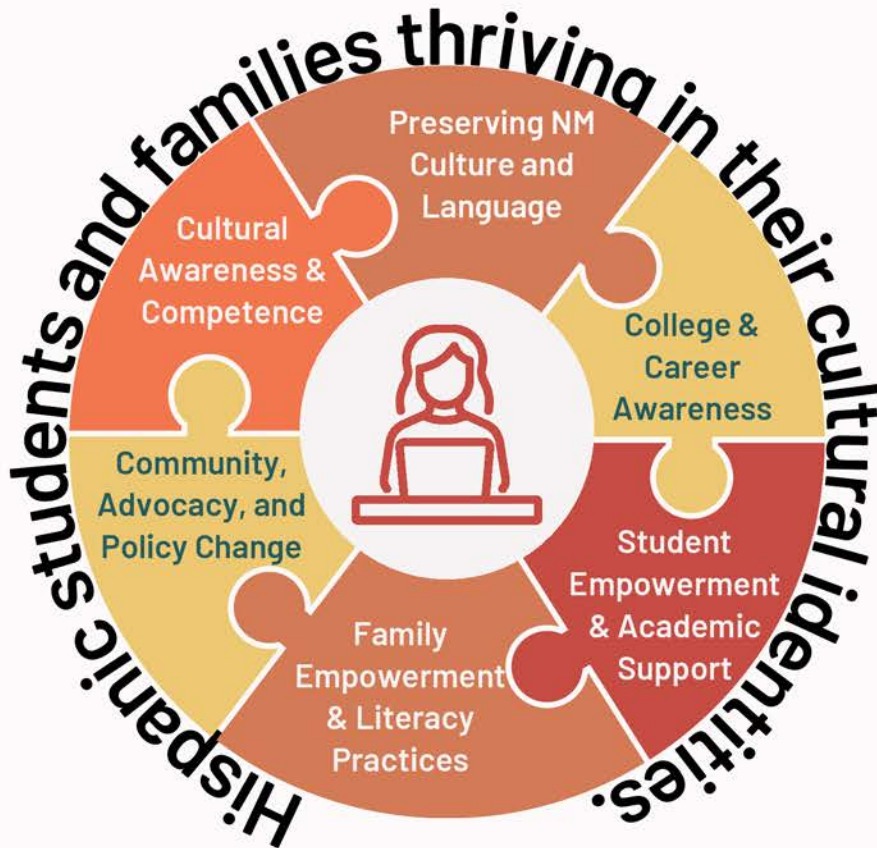 Hispanic students and families thriving in their cultural identities.
Preserving NM
Culture and
Language
College &
Career
Awareness
Student
Empowerment
& Academic
Support
Family
Empowerment
& Literacy
Practices
Community,
Advocacy, and
Policy Change
Cultural
Awareness &
Competence